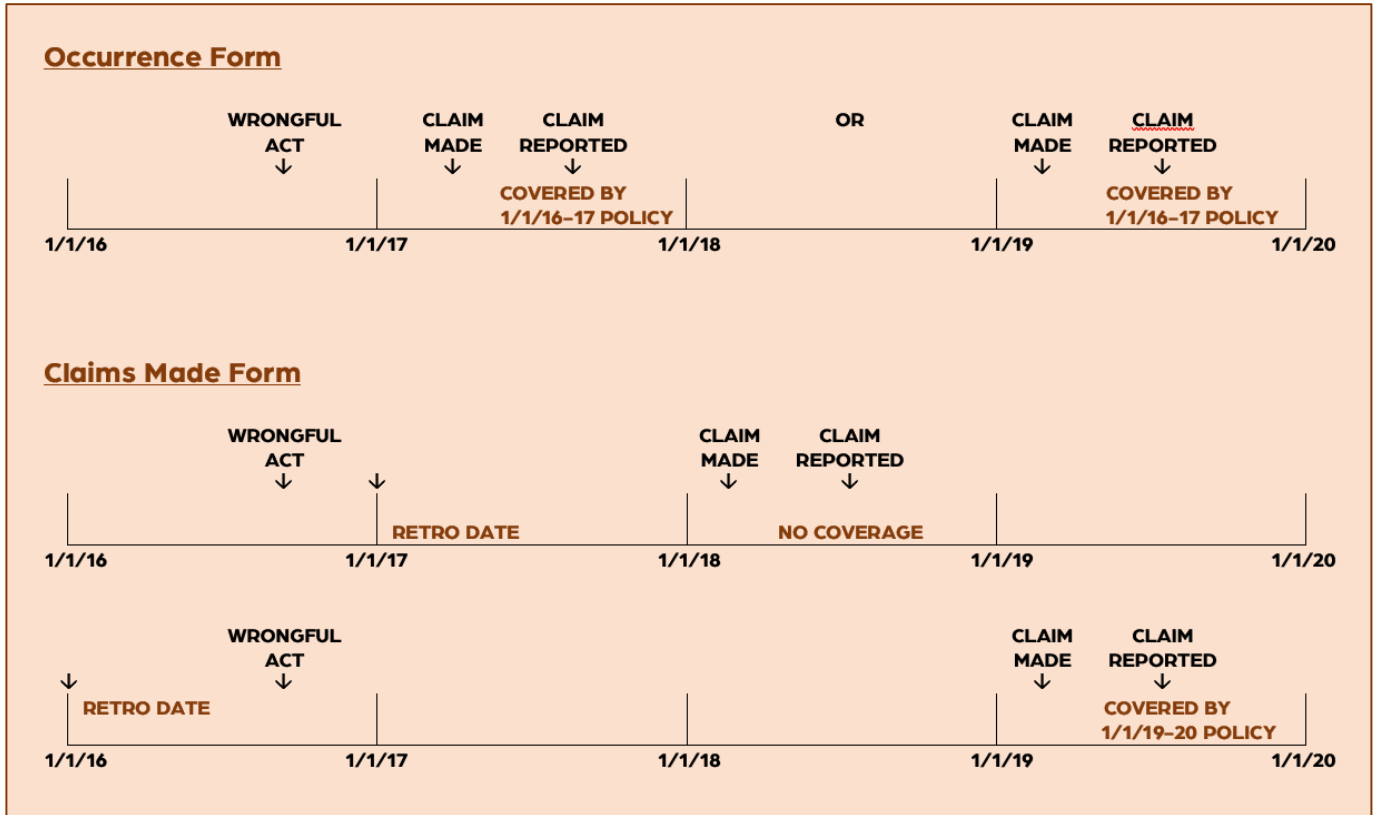 Occurrence Form
WRONGFUL CLAIM CLAIM OR CLAIM CLAIM
ACT MADE REPORTED MADE REPORTED
COVERED BY COVERED BY
1/1/16–17 POLICY 1/1/16–17 POLICY
1/1/16 1/1/17 1/1/18 1/1/19 1/1/20
Claims Made Form
WRONGFUL CLAIM CLAIM
ACT MADE REPORTED
RETRO DATE NO COVERAGE
1/1/16 1/1/17 1/1/18 1/1/19 1/1/20
WRONGFUL CLAIM CLAIM
ACT MADE REPORTED
RETRO DATE COVERED BY
1/1/19–20 POLICY
1/1/16 1/1/17 1/1/18 1/1/19 1/1/20